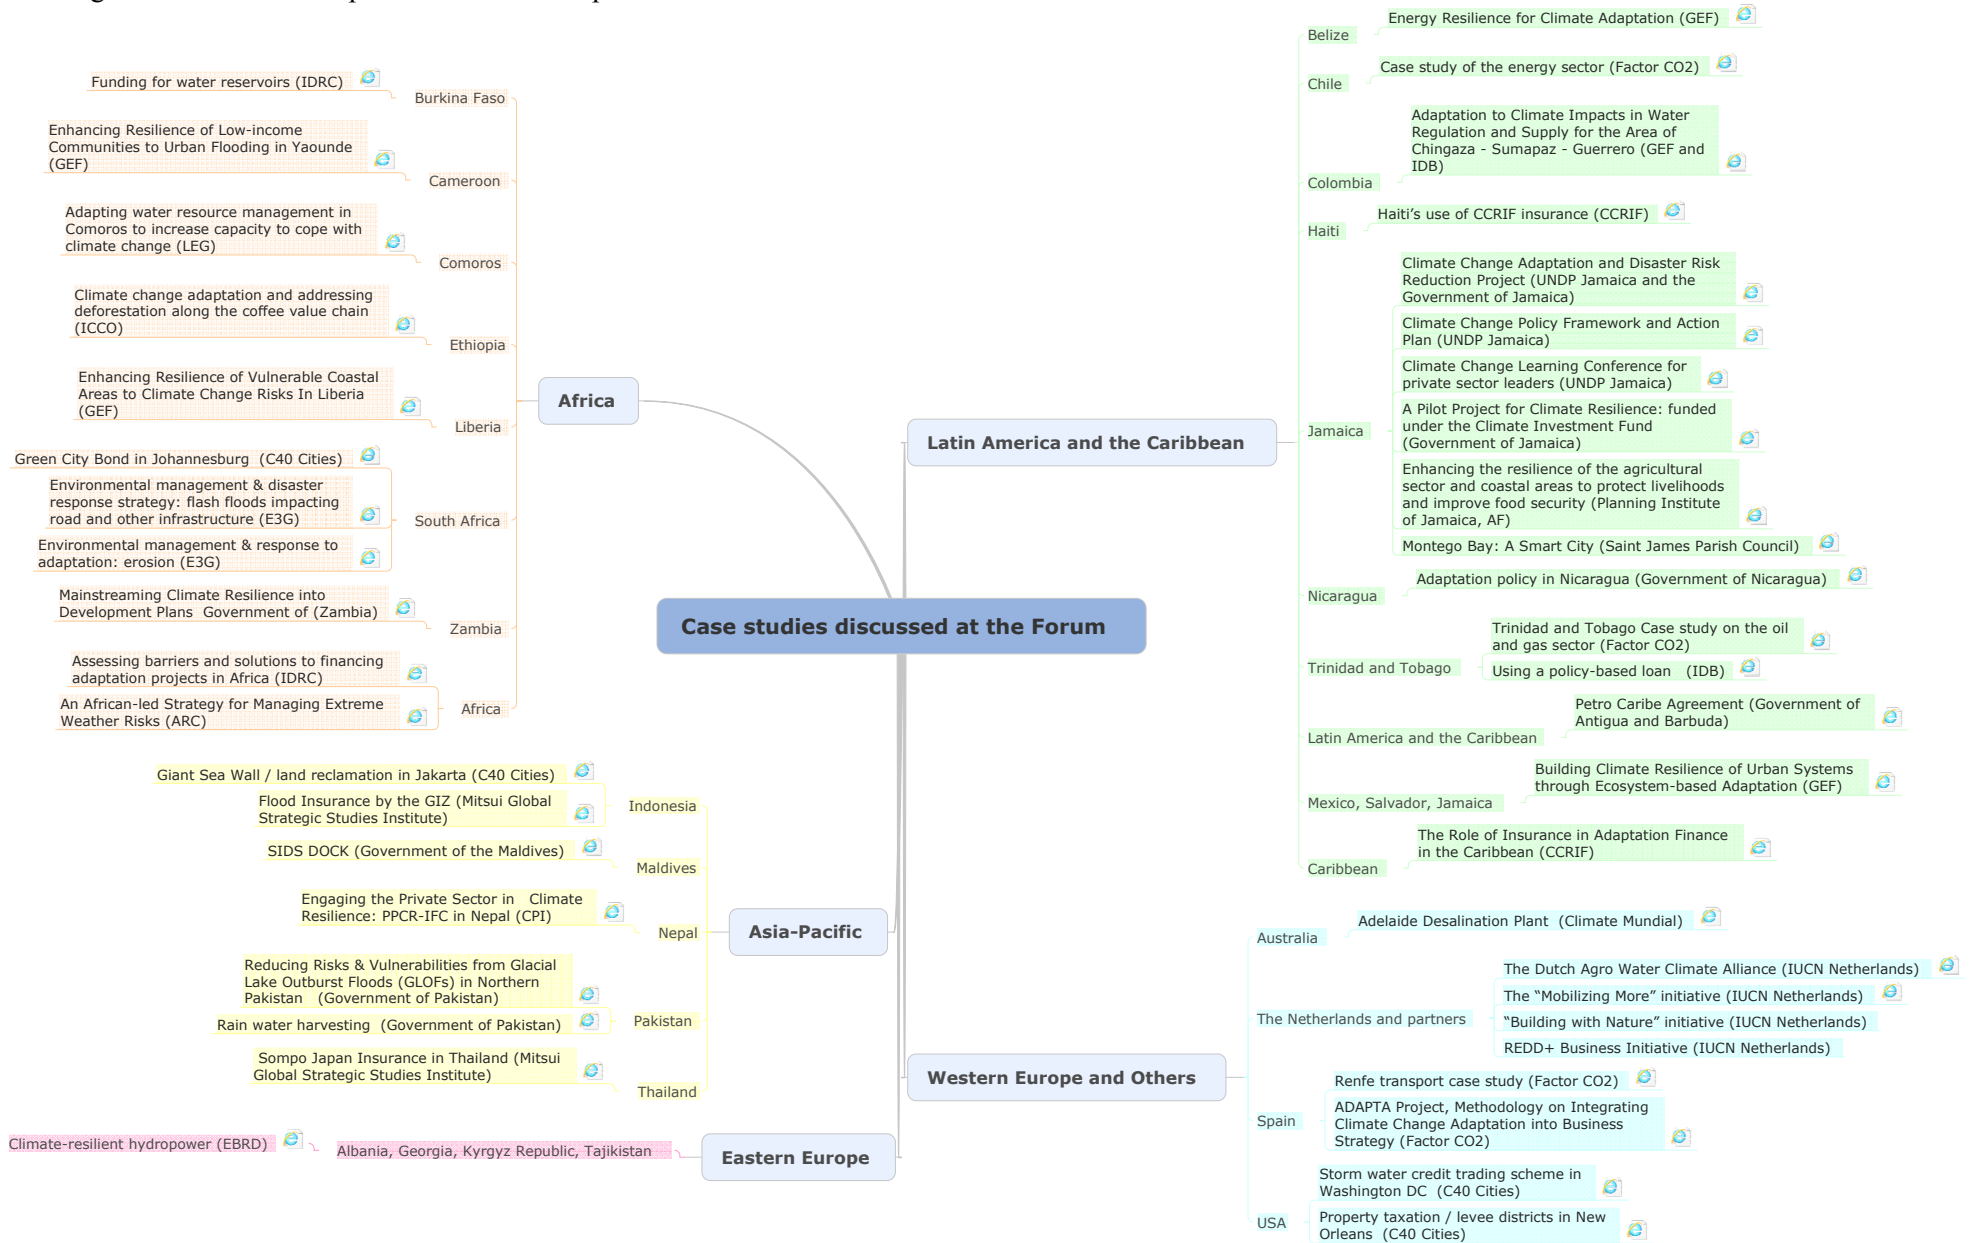 Case studies discussed at the Forum
Africa
Burkina Faso
Funding for water reservoirs (IDRC)
Cameroon
Enhancing Resilience of Low-income
Communities to Urban Flooding in Yaounde
(GEF)
Comoros
Adapting water resource management in
Comoros to increase capacity to cope with
climate change (LEG)
Ethiopia
Climate change adaptation and addressing
deforestation along the coffee value chain
(ICCO)
Liberia
Enhancing Resilience of Vulnerable Coastal
Areas to Climate Change Risks In Liberia
(GEF)
South Africa
Green City Bond in Johannesburg (C40 Cities)
Environmental management & disaster
response strategy: flash floods impacting
road and other infrastructure (E3G)
Environmental management & response to
adaptation: erosion (E3G)
Zambia
Mainstreaming Climate Resilience into
Development Plans Government of (Zambia)
Africa
Assessing barriers and solutions to financing
adaptation projects in Africa (IDRC)
An African-led Strategy for Managing Extreme
Weather Risks (ARC)
Asia-Pacific
Indonesia
Giant Sea Wall / land reclamation in Jakarta (C40 Cities)
Flood Insurance by the GIZ (Mitsui Global
Strategic Studies Institute)
Maldives
SIDS DOCK (Government of the Maldives)
Nepal
Engaging the Private Sector in Climate
Resilience: PPCR-IFC in Nepal (CPI)
Pakistan
Reducing Risks & Vulnerabilities from Glacial
Lake Outburst Floods (GLOFs) in Northern
Pakistan (Government of Pakistan)
Rain water harvesting (Government of Pakistan)
Thailand
Sompo Japan Insurance in Thailand (Mitsui
Global Strategic Studies Institute)
Eastern Europe
Albania, Georgia, Kyrgyz Republic, Tajikistan
Climate-resilient hydropower (EBRD)
Latin America and the Caribbean
Belize
Energy Resilience for Climate Adaptation (GEF)
Chile
Case study of the energy sector (Factor CO2)
Colombia
Adaptation to Climate Impacts in Water
Regulation and Supply for the Area of
Chingaza - Sumapaz - Guerrero (GEF and
IDB)
Haiti
Haiti's use of CCRIF insurance (CCRIF)
Jamaica
Climate Change Adaptation and Disaster Risk
Reduction Project (UNDP Jamaica and the
Government of Jamaica)
Climate Change Policy Framework and Action
Plan (UNDP Jamaica)
Climate Change Learning Conference for
private sector leaders (UNDP Jamaica)
A Pilot Project for Climate Resilience: funded
under the Climate Investment Fund
(Government of Jamaica)
Enhancing the resilience of the agricultural
sector and coastal areas to protect livelihoods
and improve food security (Planning Institute
of Jamaica, AF)
Montego Bay: A Smart City (Saint James Parish Council)
Nicaragua
Adaptation policy in Nicaragua (Government of Nicaragua)
Trinidad and Tobago
Trinidad and Tobago Case study on the oil
and gas sector (Factor CO2)
Using a policy-based loan (IDB)
Latin America and the Caribbean
Petro Caribe Agreement (Government of
Antigua and Barbuda)
Mexico, Salvador, Jamaica
Building Climate Resilience of Urban Systems
through Ecosystem-based Adaptation (GEF)
Caribbean
The Role of Insurance in Adaptation Finance
in the Caribbean (CCRIF)
Western Europe and Others
Australia
Adelaide Desalination Plant (Climate Mundial)
The Netherlands and partners
The Dutch Agro Water Climate Alliance (IUCN Netherlands)
The “Mobilizing More” initiative (IUCN Netherlands)
“Building with Nature” initiative (IUCN Netherlands)
REDD+ Business Initiative (IUCN Netherlands)
Spain
Renfe transport case study (Factor CO2)
ADAPTA Project, Methodology on Integrating
Climate Change Adaptation into Business
Strategy (Factor CO2)
USA
Storm water credit trading scheme in
Washington DC (C40 Cities)
Property taxation / levee districts in New
Orleans (C40 Cities)